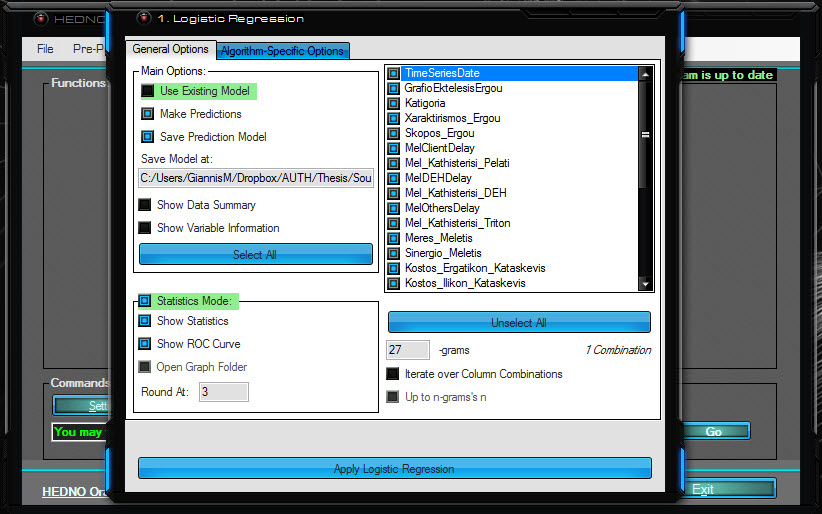 HEDNO
1. Logistic Regression
File
Pre-P
General Options
Algorithm-Specific Options
am is up to date
Functions:
Main Options:
Use Existing Model
Make Predictions
Save Prediction Model
Save Model at:
C:/Users/GiannisM/Dropbox/AUTH/Thesis/Sou
Show Data Summary
Show Variable Information
Select All
TimeSeriesDate
GrafioEktelesisErgou
Katigoria
Xaraktirismos_Ergou
Skopos_Ergou
MelClientDelay
Mel_Kathisterisi_Pelati
MelDEHDelay
Mel_Kathisterisi_DEH
MelOthersDelay
Mel_Kathisterisi_Triton
Meres_Meletis
Sinergio_Meletis
Kostos_Ergatikon_Kataskevis
Kostos_Ilikon_Kataskevis
Statistics Mode:
Show Statistics
Show ROC Curve
Open Graph Folder
Round At: 3
Unselect All
27 -grams 1 Combination
Iterate over Column Combinations
Up to n-grams's n
Commands
Sett
You may
Go
Apply Logistic Regression
HEDNO Ora
Exit